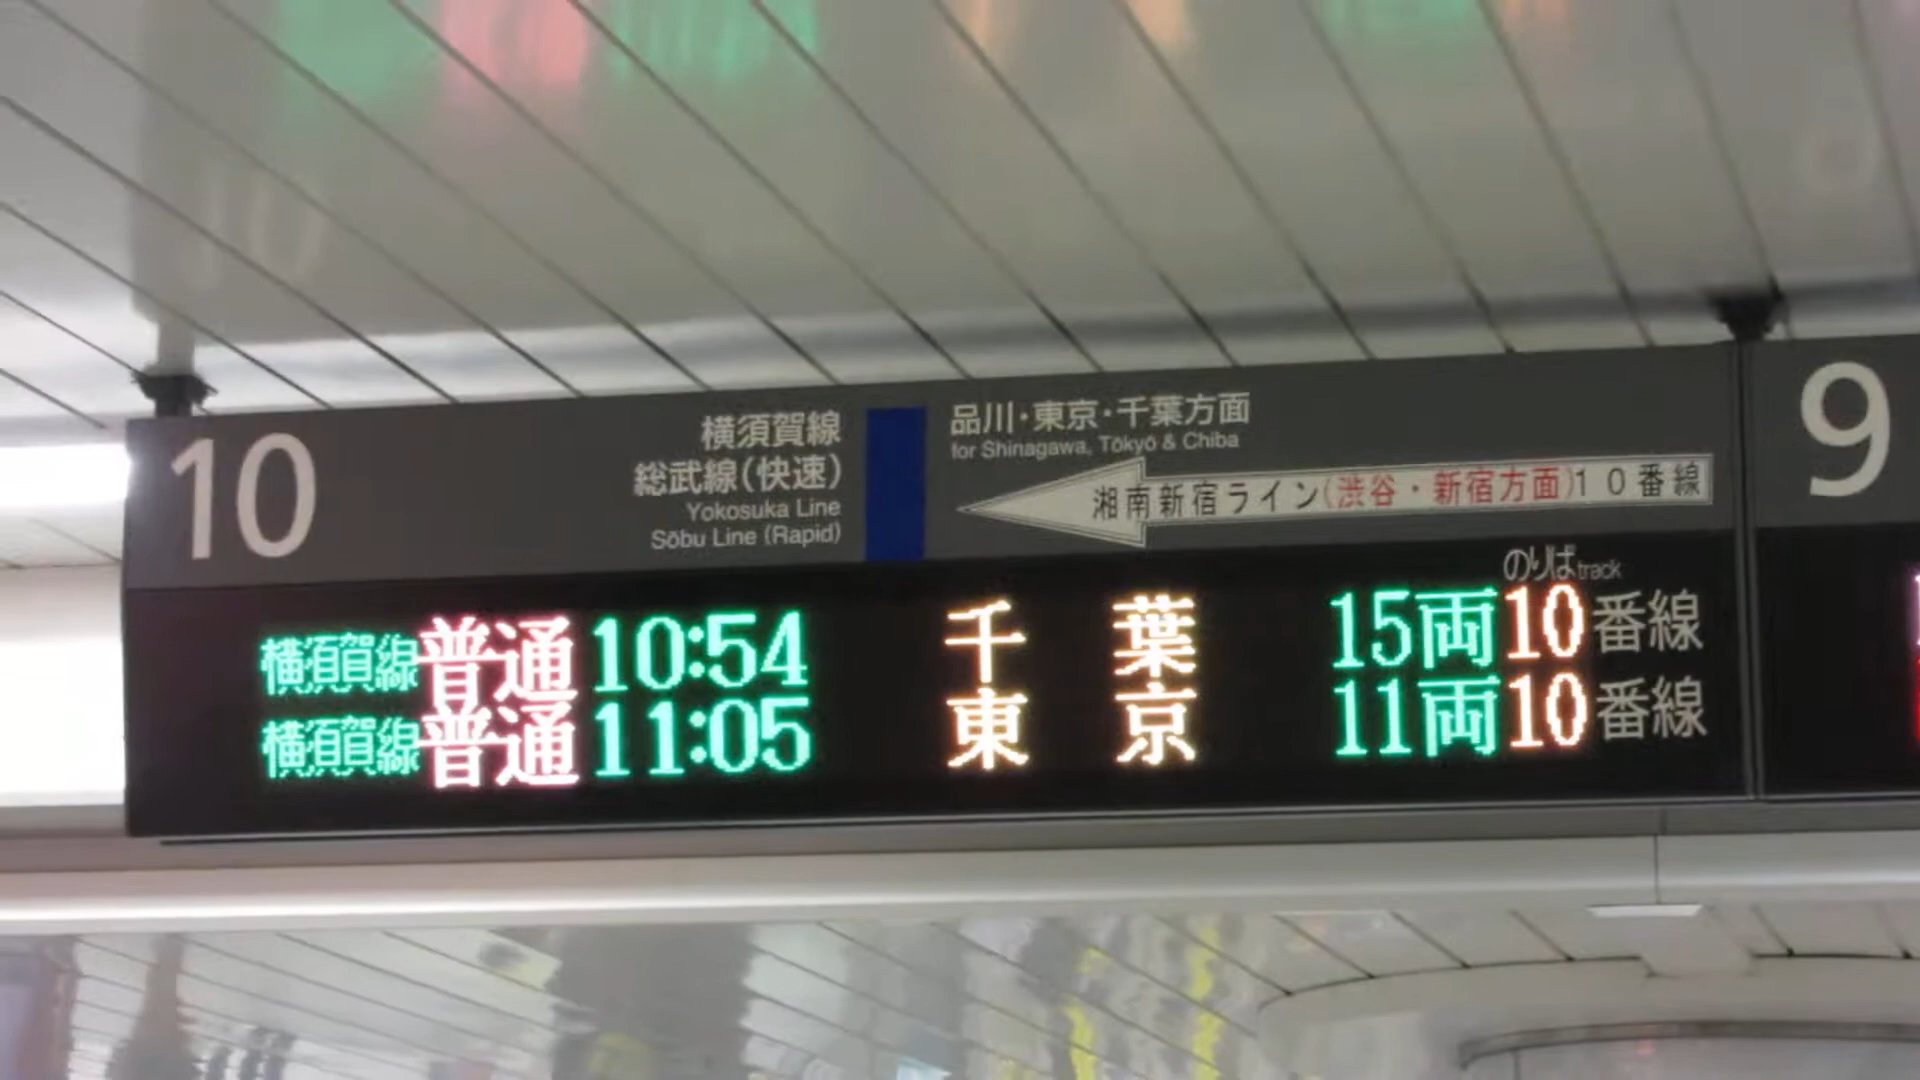 10
横須賀線
総武線(快速)
Yokosuka Line
Sōbu Line (Rapid)
品川・東京・千葉方面
for Shinagawa, Tōkyō & Chiba
湘南新宿ライン(渋谷・新宿方面)10番線
9
のりば track
横須賀線 普通 10:54 千葉 15両 10番線
横須賀線 普通 11:05 東京 11両 10番線